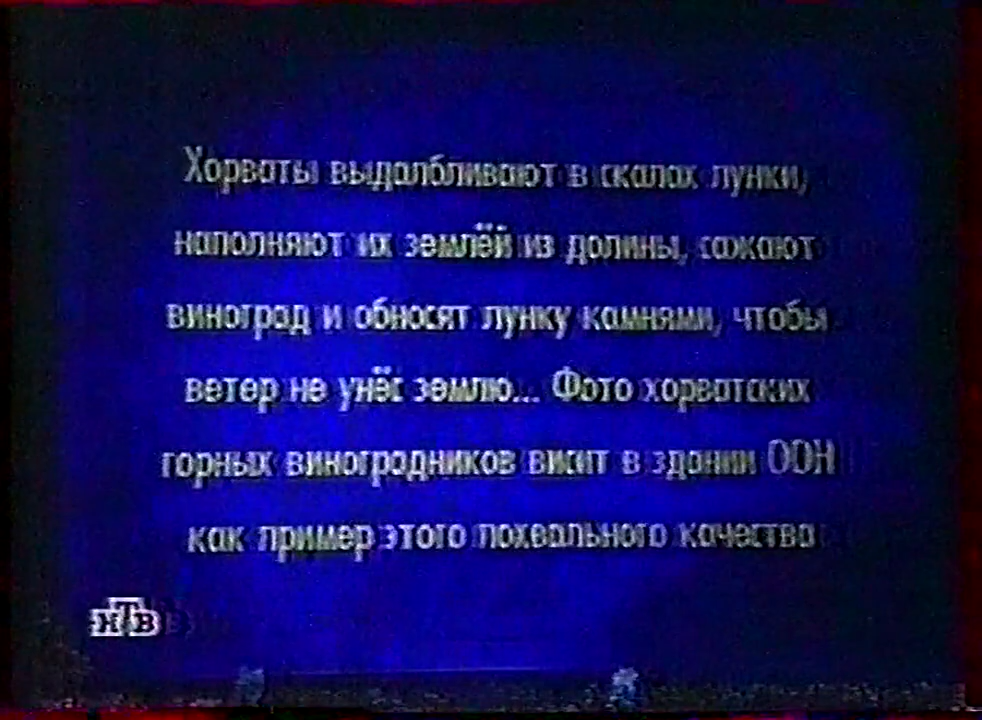 Хорваты выдалбливают в скалах лунки,
наполняют их землёй из долины, сажают
виноград и обносят лунку камнями, чтобы
ветер не унёс землю... Фото хорватских
горных виноградников висит в здании ООН
как пример этого похвального качества
НТВ